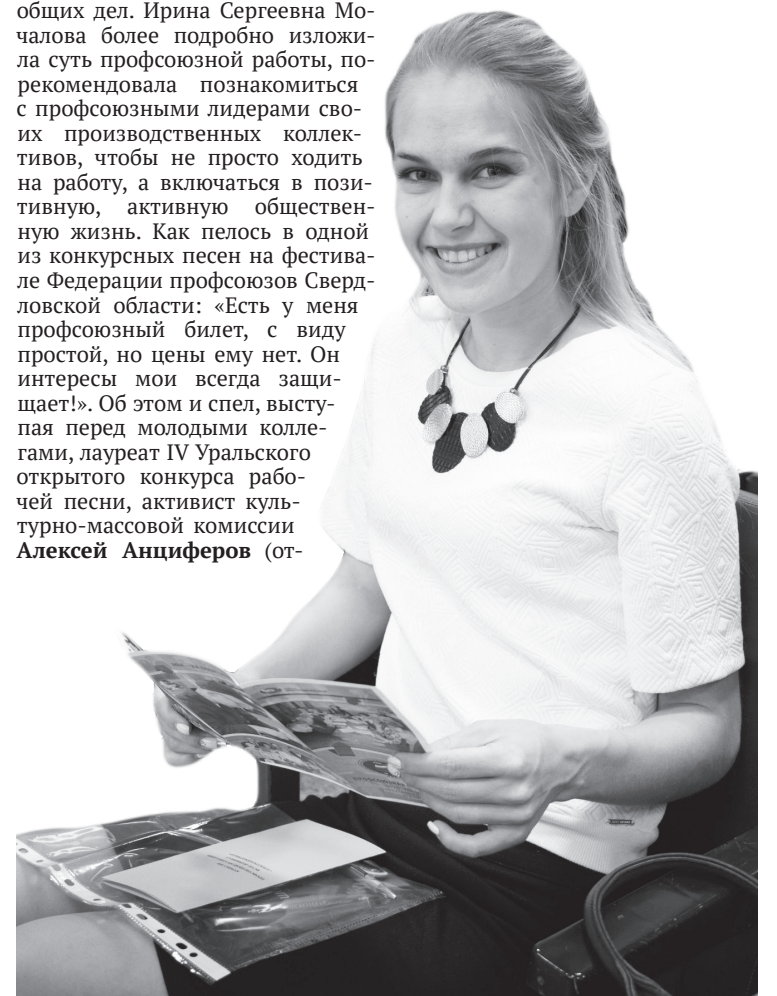 общих дел. Ирина Сергеевна Мо-
чалова более подробно изложи-
ла суть профсоюзной работы, по-
рекомендовала познакомиться
с профсоюзными лидерами сво-
их производственных коллек-
тивов, чтобы не просто ходить
на работу, а включаться в пози-
тивную, активную обществен-
ную жизнь. Как пелось в одной
из конкурсных песен на фестива-
ле Федерации профсоюзов Сверд-
ловской области: «Есть у меня
профсоюзный билет, с виду
простой, но цены ему нет. Он
интересы мои всегда защи-
щает!». Об этом и спел, высту-
пая перед молодыми колле-
гами, лауреат IV Уральского
открытого конкурса рабо-
чей песни, активист куль-
турно-массовой комиссии
Алексей Анциферов (от-